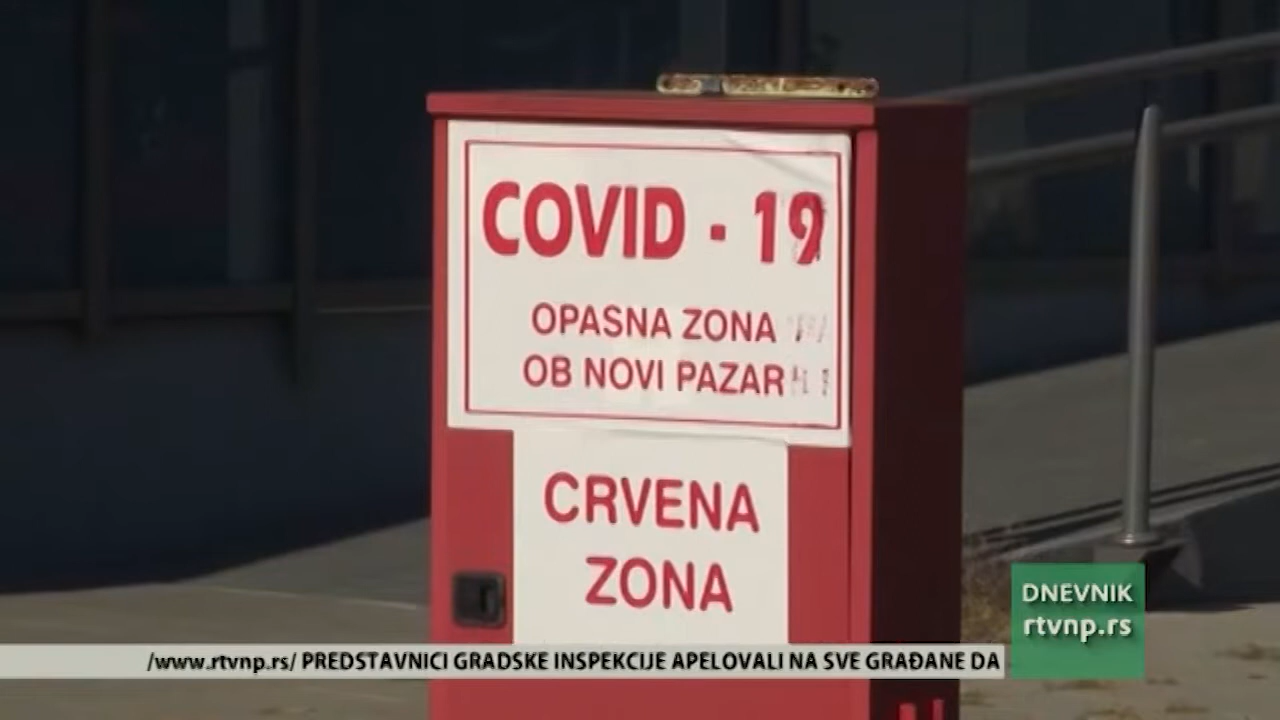 COVID - 19
OPASNA ZONA
OB NOVI PAZAR
CRVENA
ZONA
DNEVNIK
rtvnp.rs
/www.rtvnp.rs/ PREDSTAVNICI GRADSKE INSPEKCIJE APELOVALI NA SVE GRAĐANE DA